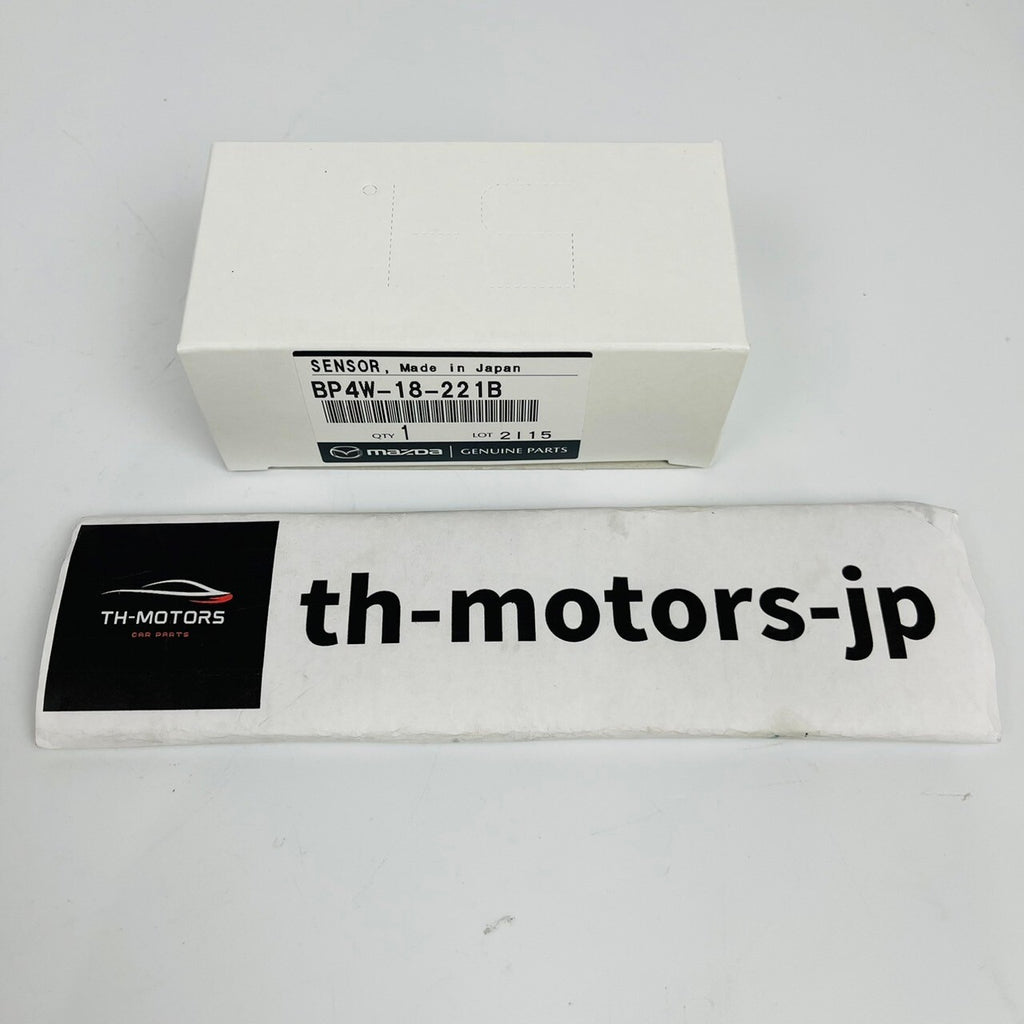 SENSOR, Made in Japan
BP4W-18-221B
QTY 1 LOT 2115
mazda GENUINE PARTS
TH-MOTORS
CAR PARTS
th-motors-jp